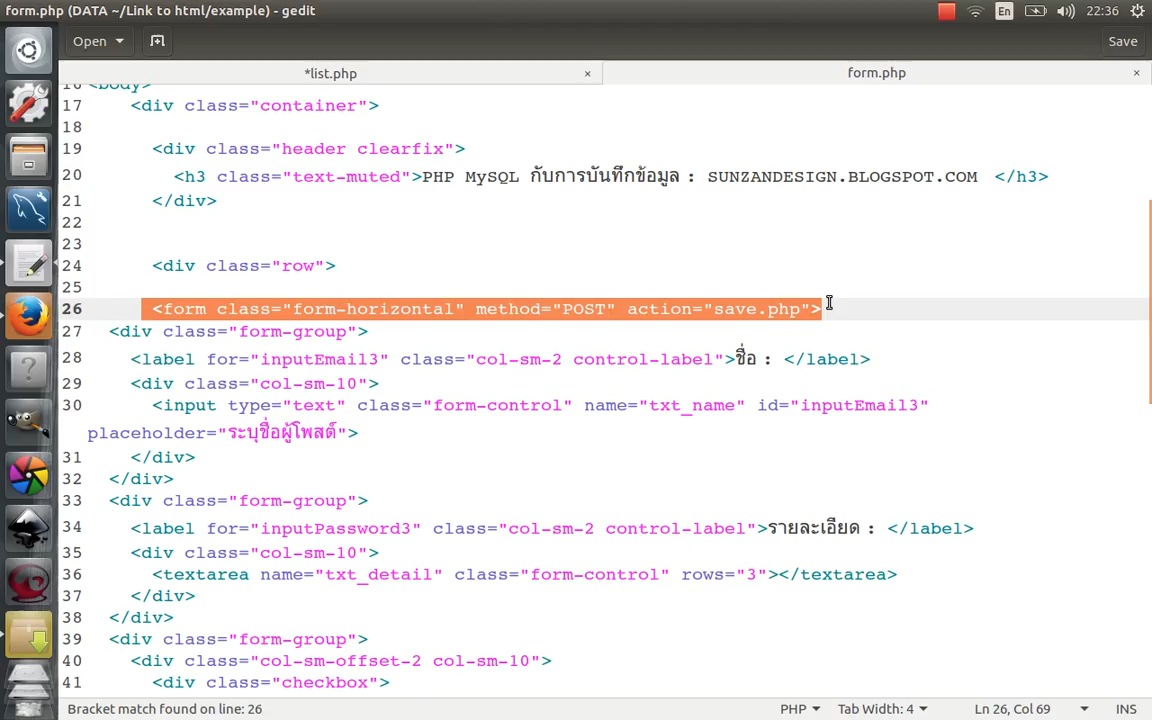 form.php (DATA ~/Link to html/example) - gedit
En
22:36
Open
Save
*list.php
×
form.php
×
16 <body>
17 <div class="container">
18
19 <div class="header clearfix">
20 <h3 class="text-muted">PHP MySQL กับการบันทึกข้อมูล : SUNZANDESIGN.BLOGSPOT.COM </h3>
21 </div>
22
23
24 <div class="row">
25
26 <form class="form-horizontal" method="POST" action="save.php">
27 <div class="form-group">
28 <label for="inputEmail3" class="col-sm-2 control-label">ชื่อ : </label>
29 <div class="col-sm-10">
30 <input type="text" class="form-control" name="txt_name" id="inputEmail3"
placeholder="ระบุชื่อผู้โพสต์">
31 </div>
32 </div>
33 <div class="form-group">
34 <label for="inputPassword3" class="col-sm-2 control-label">รายละเอียด : </label>
35 <div class="col-sm-10">
36 <textarea name="txt_detail" class="form-control" rows="3"></textarea>
37 </div>
38 </div>
39 <div class="form-group">
40 <div class="col-sm-offset-2 col-sm-10">
41 <div class="checkbox">
Bracket match found on line: 26
PHP
Tab Width: 4
Ln 26, Col 69
INS